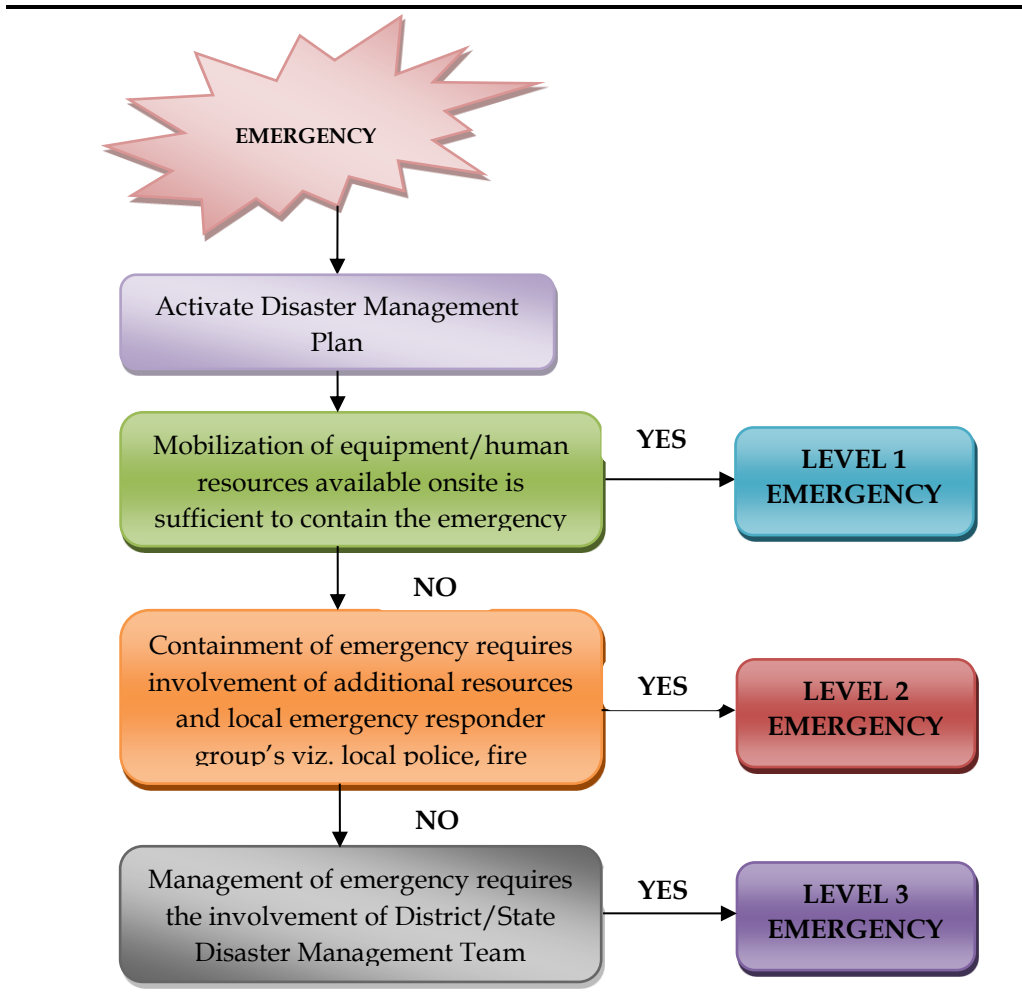 EMERGENCY
Activate Disaster Management
Plan
Mobilization of equipment/human
resources available onsite is
sufficient to contain the emergency
YES
LEVEL 1
EMERGENCY
NO
Containment of emergency requires
involvement of additional resources
and local emergency responder
group's viz. local police, fire
YES
LEVEL 2
EMERGENCY
NO
Management of emergency requires
the involvement of District/State
Disaster Management Team
YES
LEVEL 3
EMERGENCY